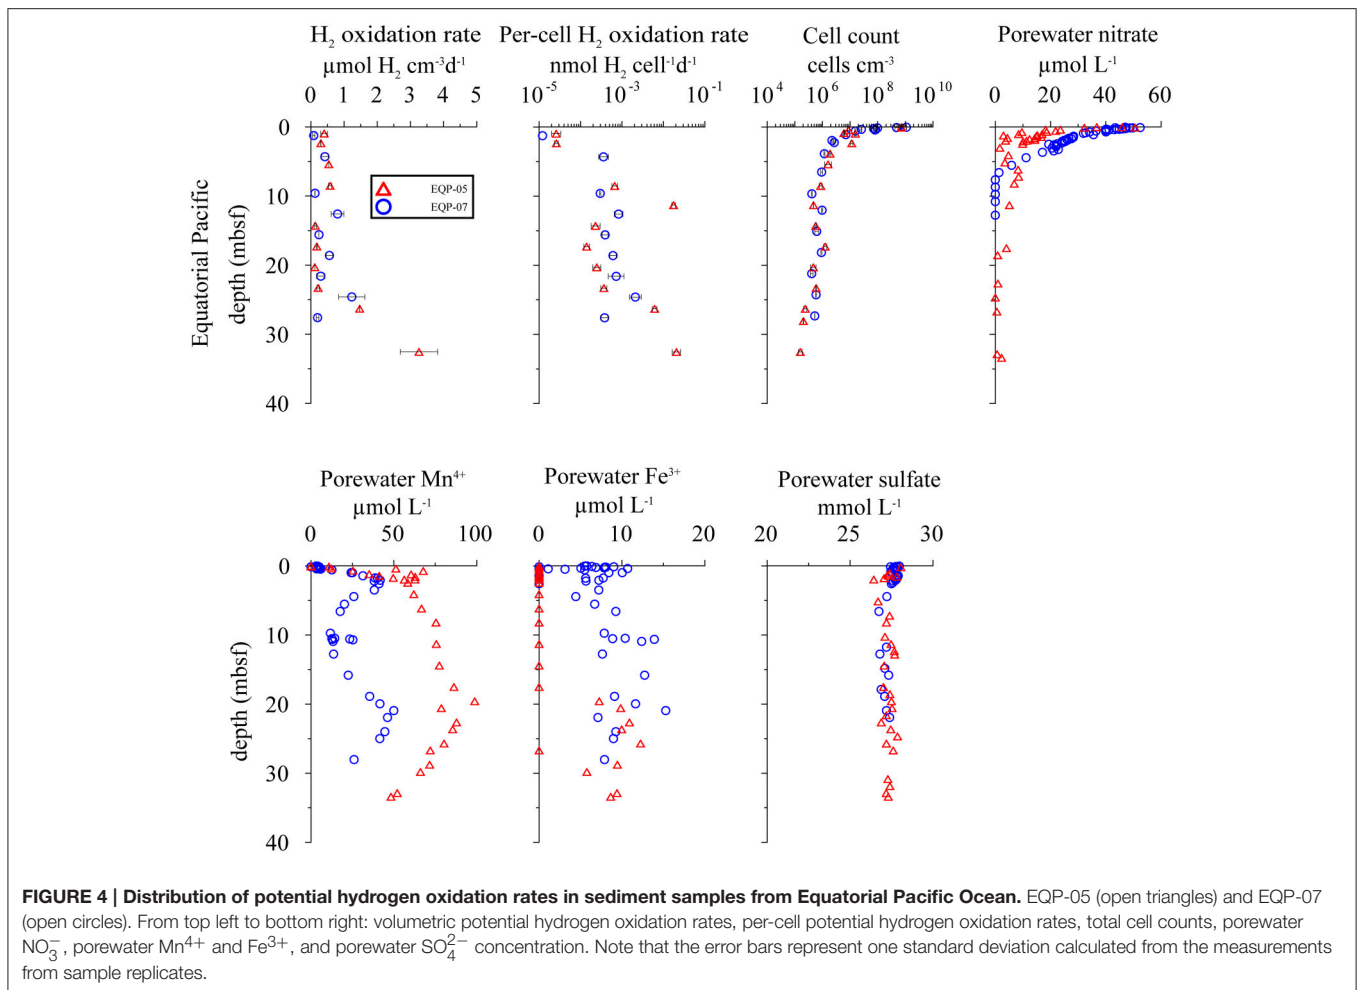 H₂ oxidation rate
µmol H₂ cm⁻³d⁻¹
0 1 2 3 4 5
Per-cell H₂ oxidation rate
nmol H₂ cell⁻¹d⁻¹
10⁻⁵ 10⁻³ 10⁻¹
Cell count
cells cm⁻³
10⁴ 10⁶ 10⁸ 10¹⁰
Porewater nitrate
µmol L⁻¹
0 20 40 60
Equatorial Pacific
depth (mbsf)
0
10
20
30
40
EQP-05
EQP-07
Porewater Mn⁴⁺
µmol L⁻¹
0 50 100
Porewater Fe³⁺
µmol L⁻¹
0 10 20
Porewater sulfate
mmol L⁻¹
20 25 30
depth (mbsf)
0
10
20
30
40
FIGURE 4 | Distribution of potential hydrogen oxidation rates in sediment samples from Equatorial Pacific Ocean. EQP-05 (open triangles) and EQP-07
(open circles). From top left to bottom right: volumetric potential hydrogen oxidation rates, per-cell potential hydrogen oxidation rates, total cell counts, porewater
NO₃⁻, porewater Mn⁴⁺ and Fe³⁺, and porewater SO₄²⁻ concentration. Note that the error bars represent one standard deviation calculated from the measurements
from sample replicates.